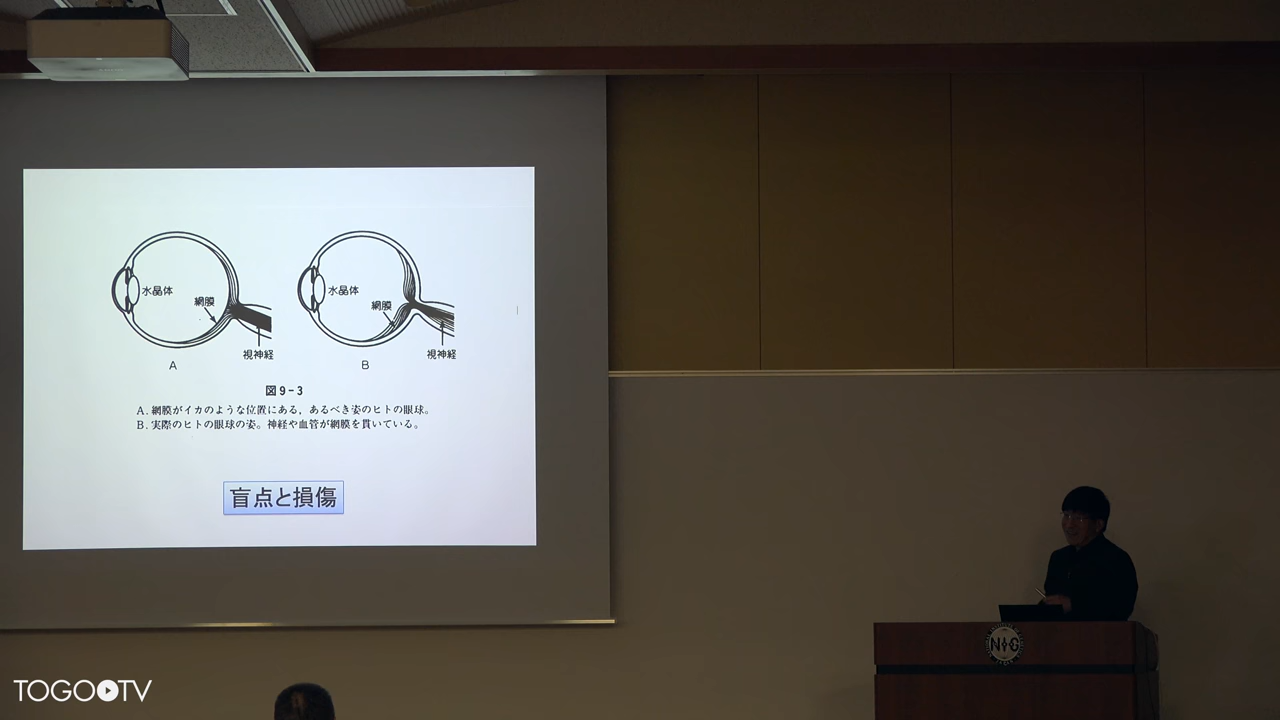 水晶体
網膜
視神経
A
水晶体
網膜
視神経
B
図9-3
A. 網膜がイカのような位置にある，あるべき姿のヒトの眼球。
B. 実際のヒトの眼球の姿。神経や血管が網膜を貫いている。
盲点と損傷
NIG
TOGO TV